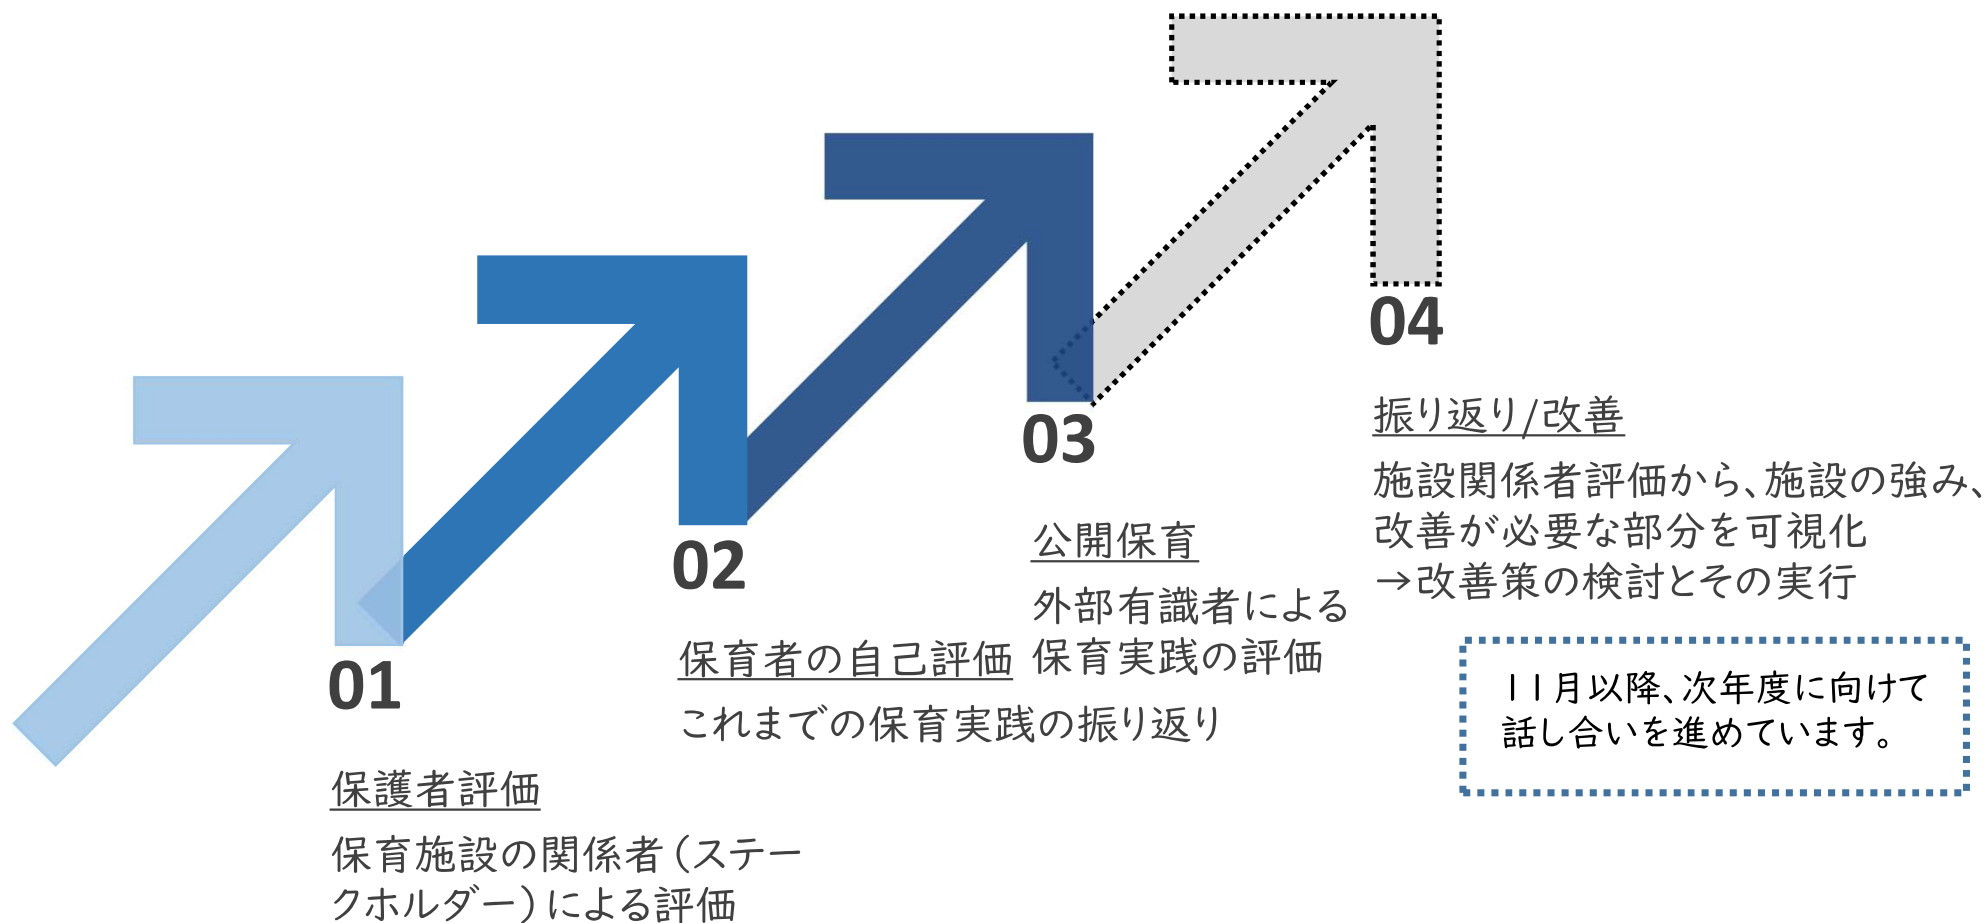 01
保護者評価
保育施設の関係者（ステー
クホルダー）による評価
02
保育者の自己評価
これまでの保育実践の振り返り
03
公開保育
外部有識者による
保育実践の評価
04
振り返り/改善
施設関係者評価から、施設の強み、
改善が必要な部分を可視化
→改善策の検討とその実行
11月以降、次年度に向けて
話し合いを進めています。